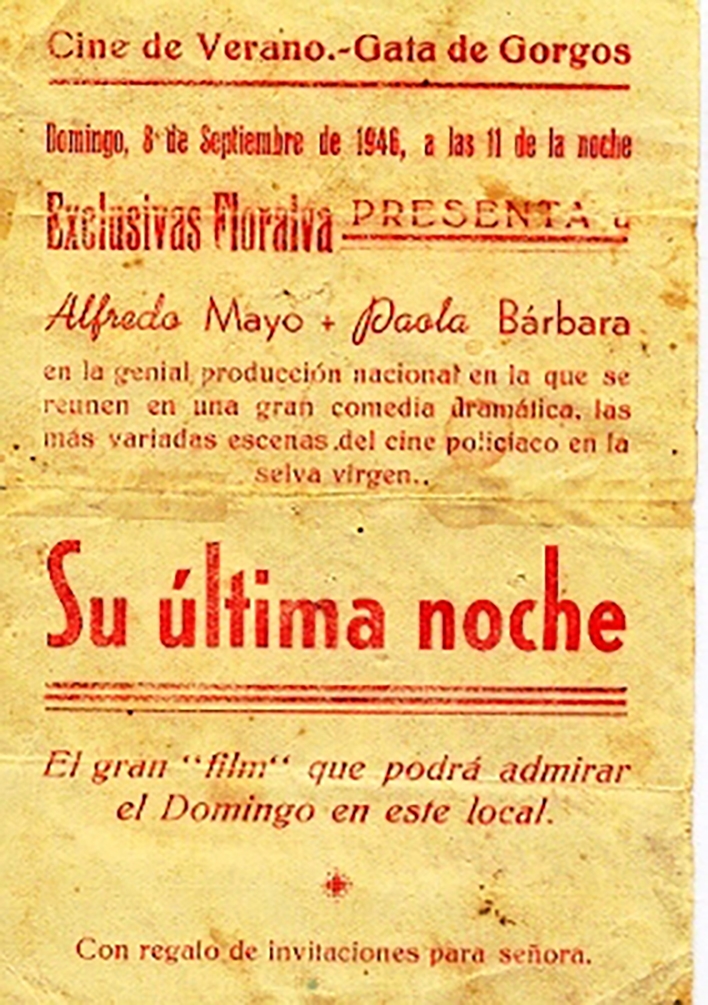 Cine de Verano.-Gata de Gorgos
Domingo, 8 de Septiembre de 1946, a las 11 de la noche
Exclusivas Floralva PRESENTA a
Alfredo Mayo + Paola Bárbara
en la genial producción nacional en la que se
reunen en una gran comedia dramática, las
más variadas escenas del cine policiaco en la
selva virgen..
Su última noche
El gran "film" que podrá admirar
el Domingo en este local.
Con regalo de invitaciones para señora.